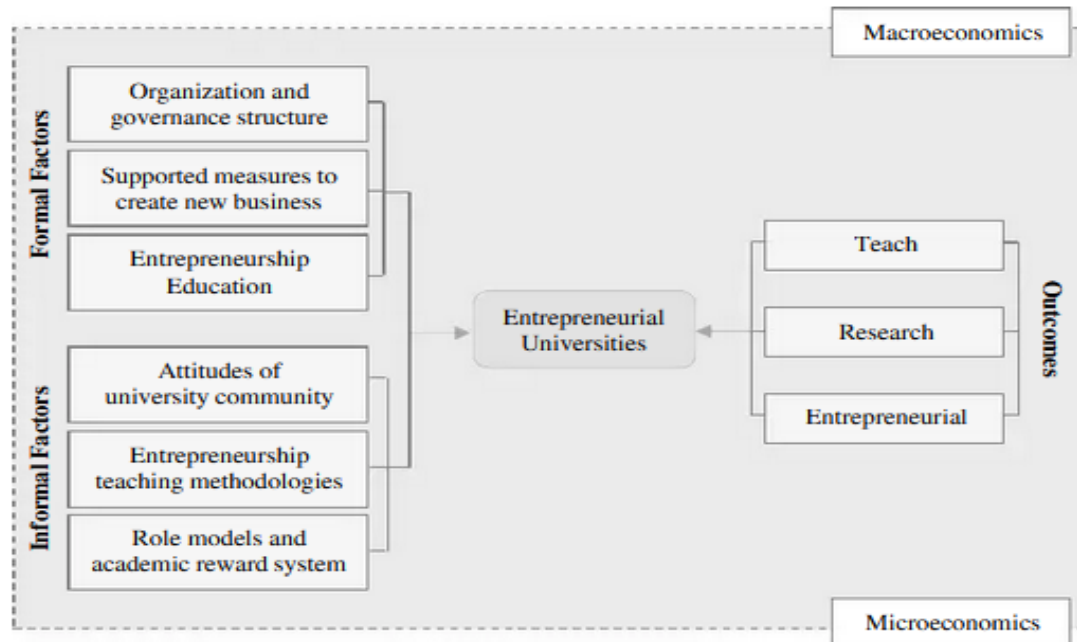 Macroeconomics
Formal Factors
Organization and
governance structure
Supported measures to
create new business
Entrepreneurship
Education
Informal Factors
Attitudes of
university community
Entrepreneurship
teaching methodologies
Role models and
academic reward system
Entrepreneurial
Universities
Teach
Research
Entrepreneurial
Outcomes
Microeconomics